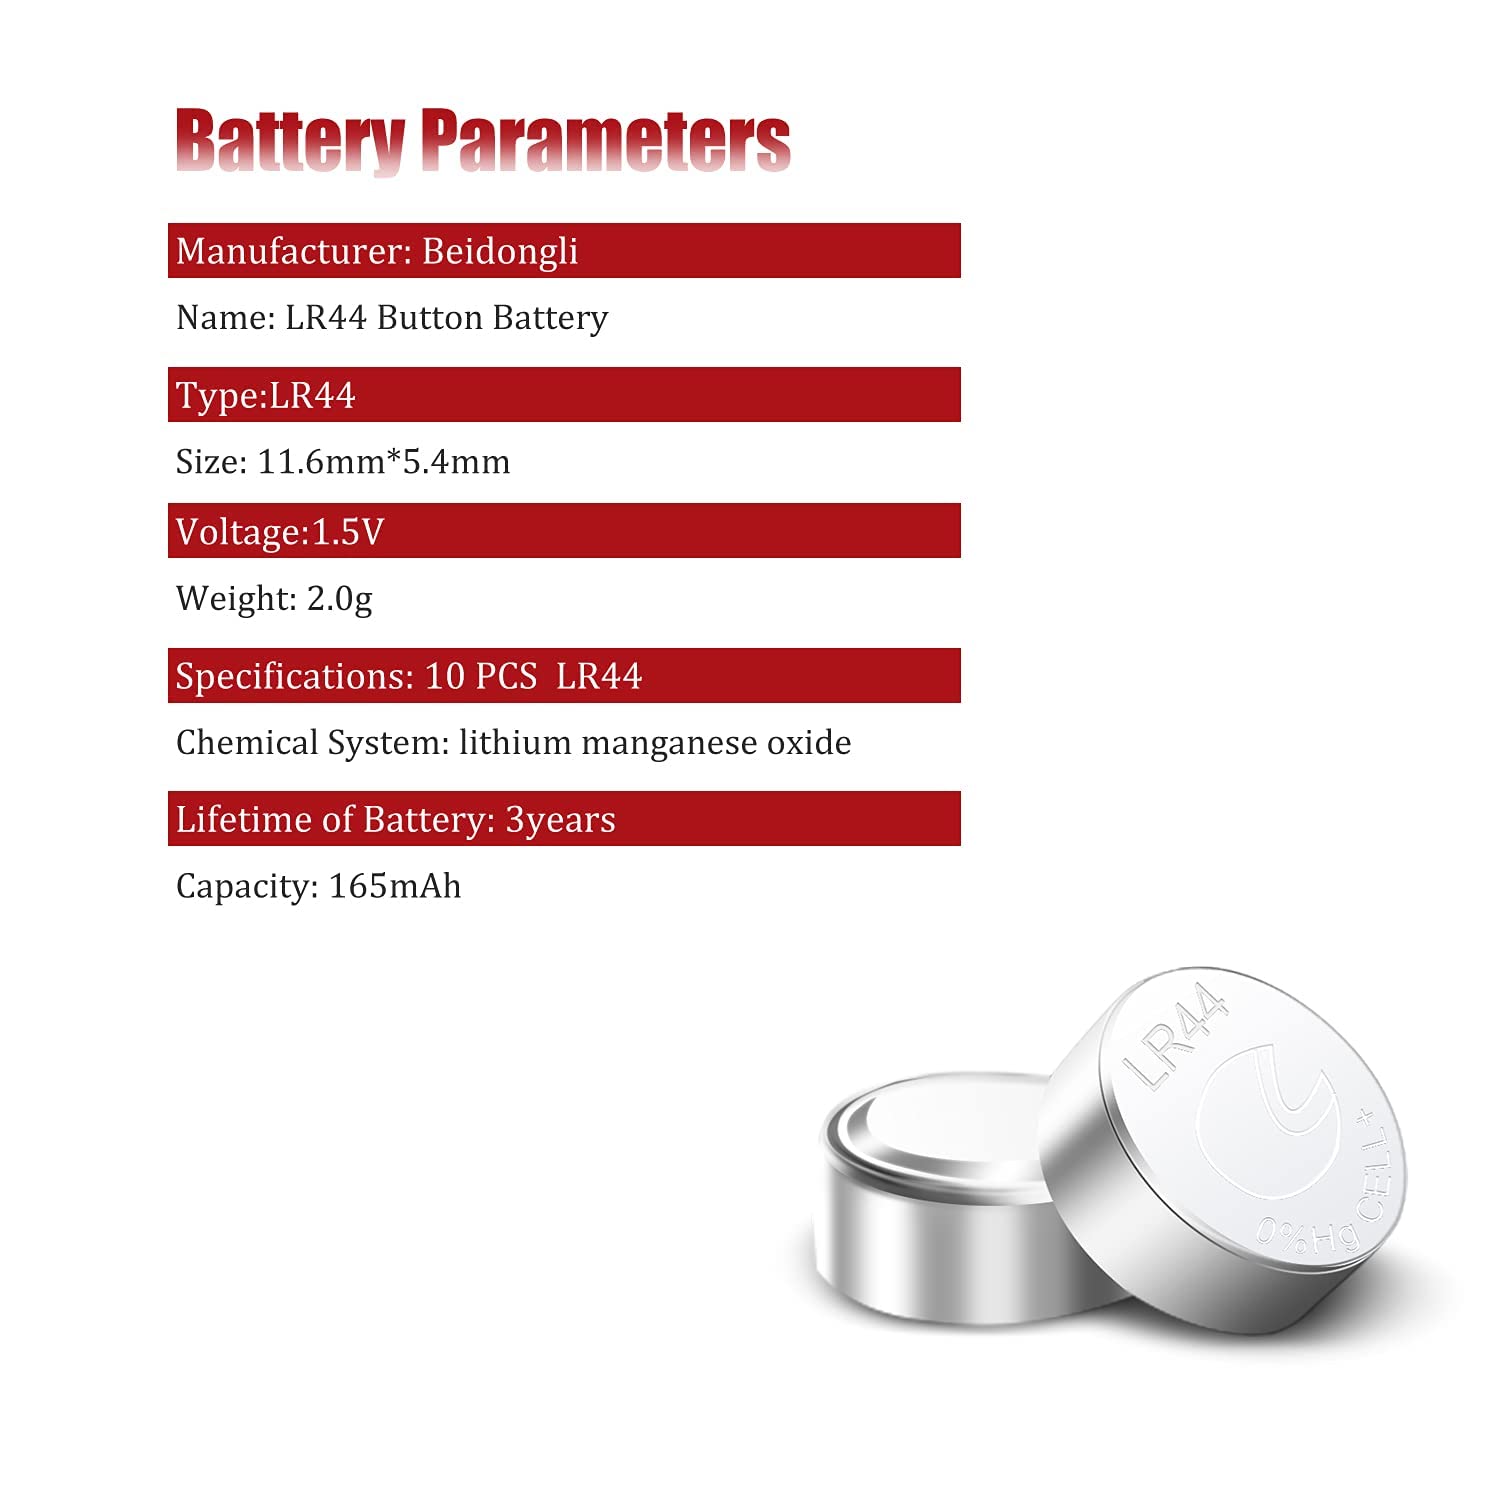 Battery Parameters
Manufacturer: Beidongli
Name: LR44 Button Battery
Type:LR44
Size: 11.6mm*5.4mm
Voltage:1.5V
Weight: 2.0g
Specifications: 10 PCS  LR44
Chemical System: lithium manganese oxide
Lifetime of Battery: 3years
Capacity: 165mAh
LR44
CELL+
0%Hg